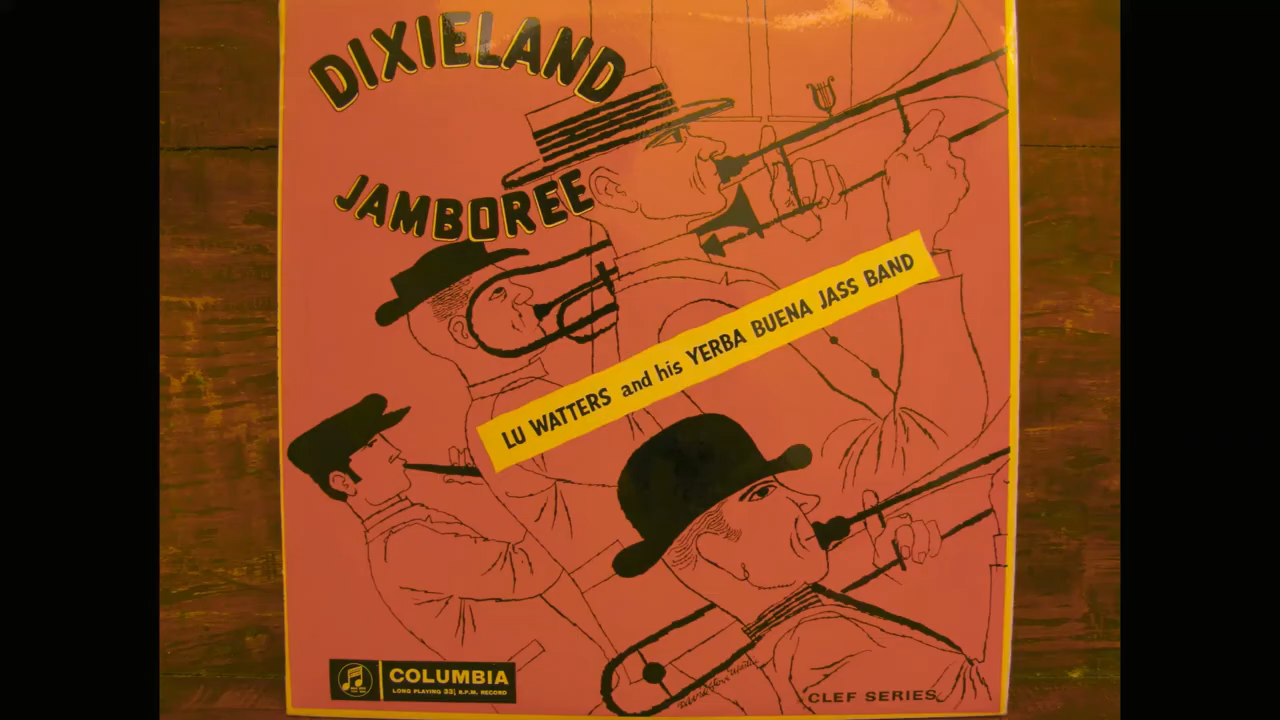 DIXIELAND
JAMBOREE
LU WATTERS and his YERBA BUENA JASS BAND
COLUMBIA
LONG PLAYING 33⅓ R.P.M. RECORD
CLEF SERIES